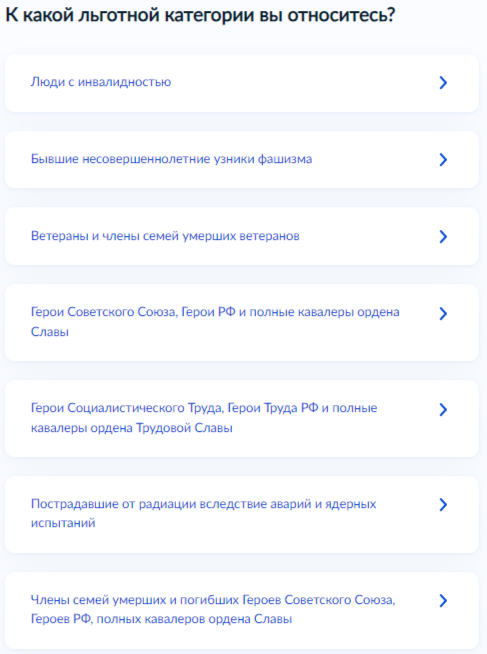 К какой льготной категории вы относитесь?
Люди с инвалидностью
Бывшие несовершеннолетние узники фашизма
Ветераны и члены семей умерших ветеранов
Герои Советского Союза, Герои РФ и полные кавалеры ордена
Славы
Герои Социалистического Труда, Герои Труда РФ и полные
кавалеры ордена Трудовой Славы
Пострадавшие от радиации вследствие аварий и ядерных
испытаний
Члены семей умерших и погибших Героев Советского Союза,
Героев РФ, полных кавалеров ордена Славы